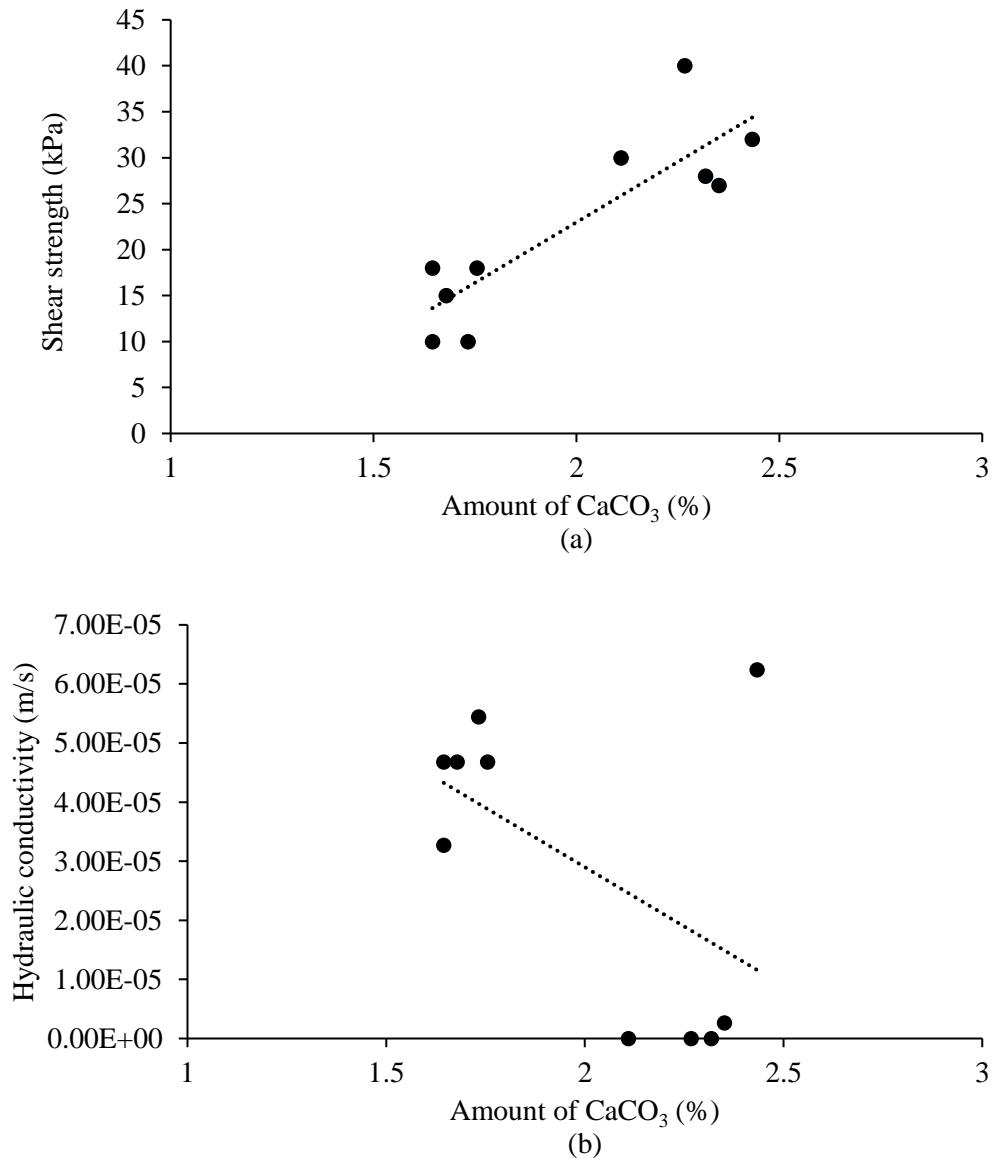 45
40
35
30
25
20
15
10
5
0
Shear strength (kPa)
1 1.5 2 2.5 3
Amount of CaCO₃ (%)
(a)
7.00E-05
6.00E-05
5.00E-05
4.00E-05
3.00E-05
2.00E-05
1.00E-05
0.00E+00
Hydraulic conductivity (m/s)
1 1.5 2 2.5 3
Amount of CaCO₃ (%)
(b)